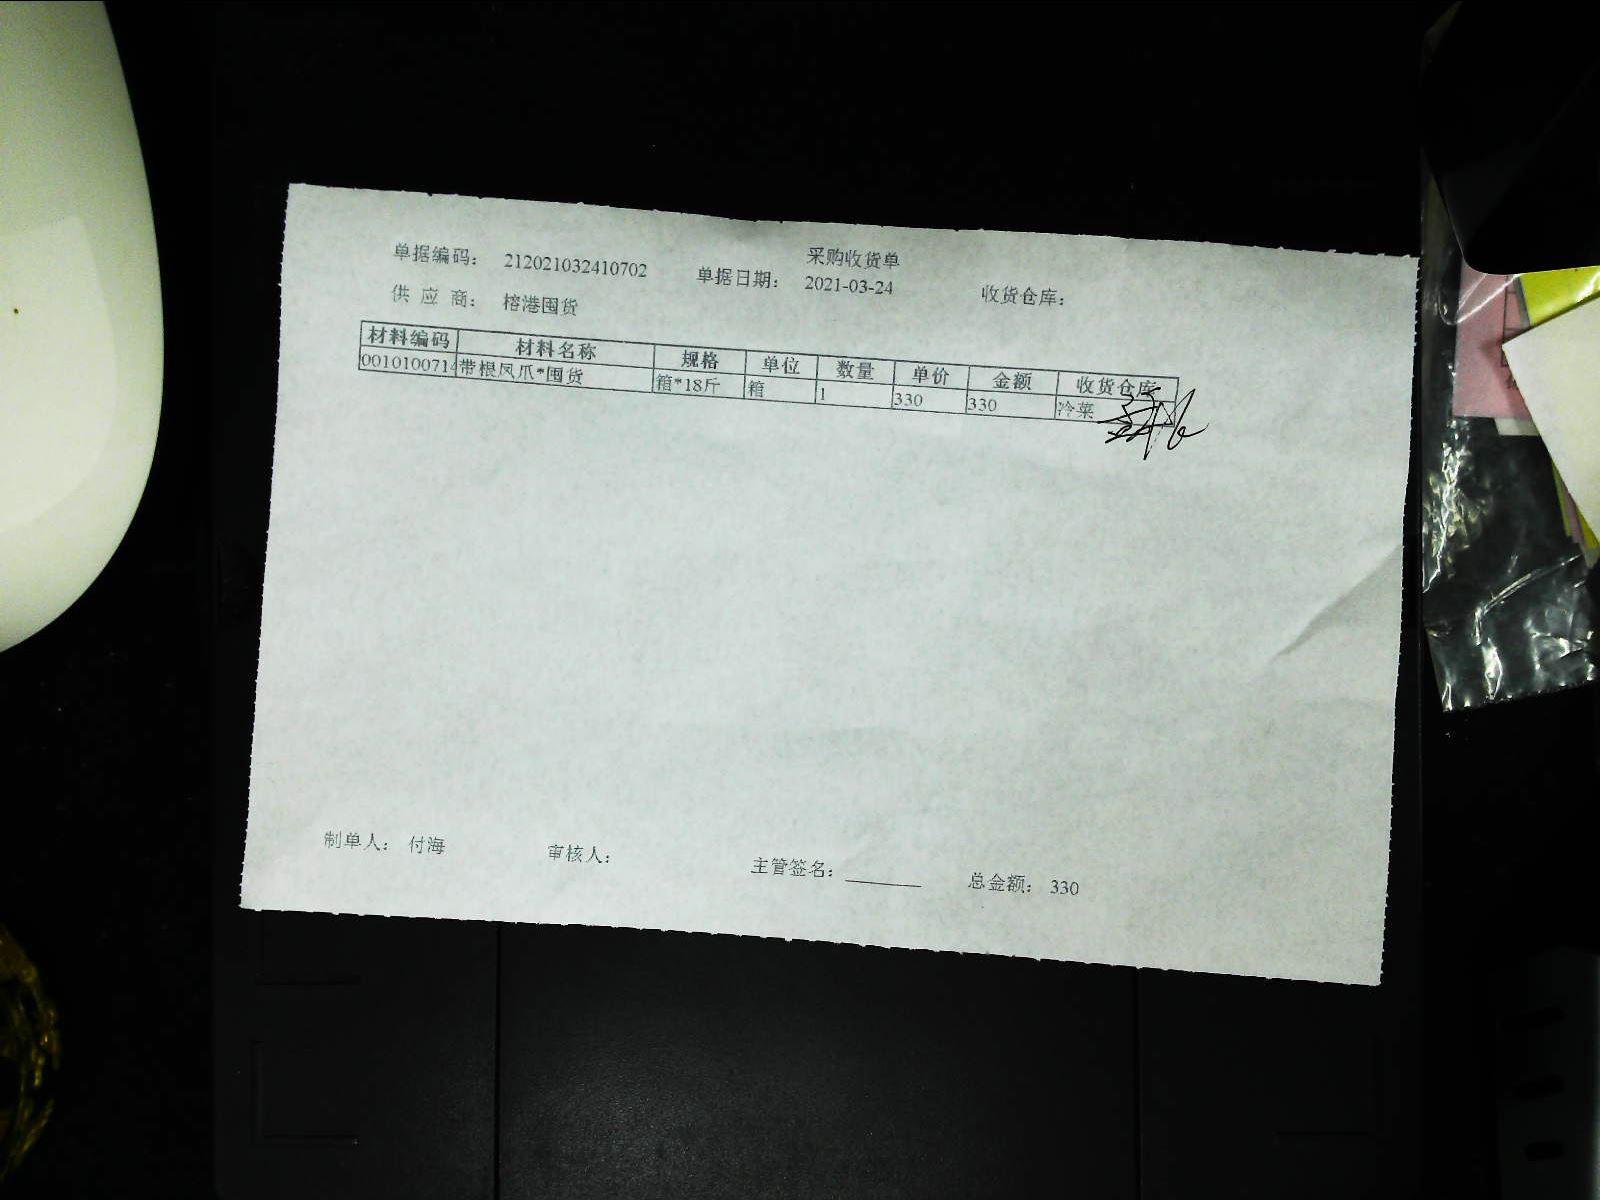 采购收货单
单据编码： 212021032410702 单据日期： 2021-03-24 收货仓库：
供 应 商： 榕港囤货
材料编码 材料名称 规格 单位 数量 单价 金额 收货仓库
0010100714 带根凤爪*囤货 箱*18斤 箱 1 330 330 冷菜
制单人： 付海 审核人： 主管签名： 总金额： 330